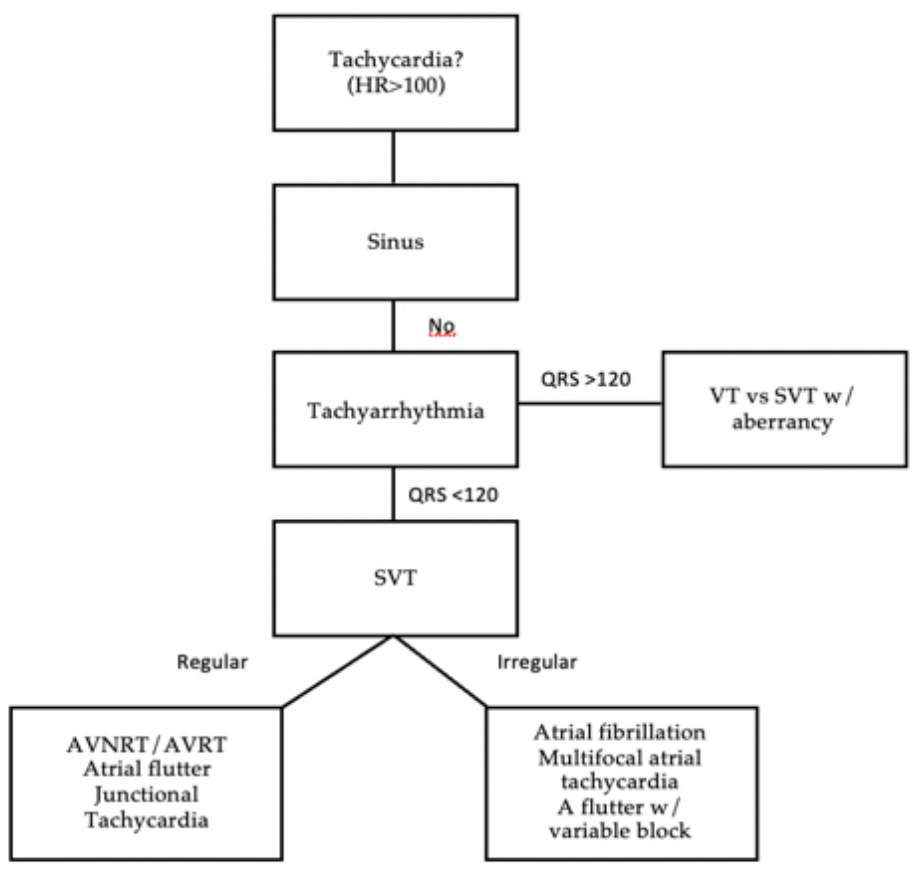 Tachycardia?
(HR>100)
Sinus
No
Tachyarrhythmia
QRS >120
VT vs SVT w/
aberrancy
QRS <120
SVT
Regular
Irregular
AVNRT/AVRT
Atrial flutter
Junctional
Tachycardia
Atrial fibrillation
Multifocal atrial
tachycardia
A flutter w/
variable block